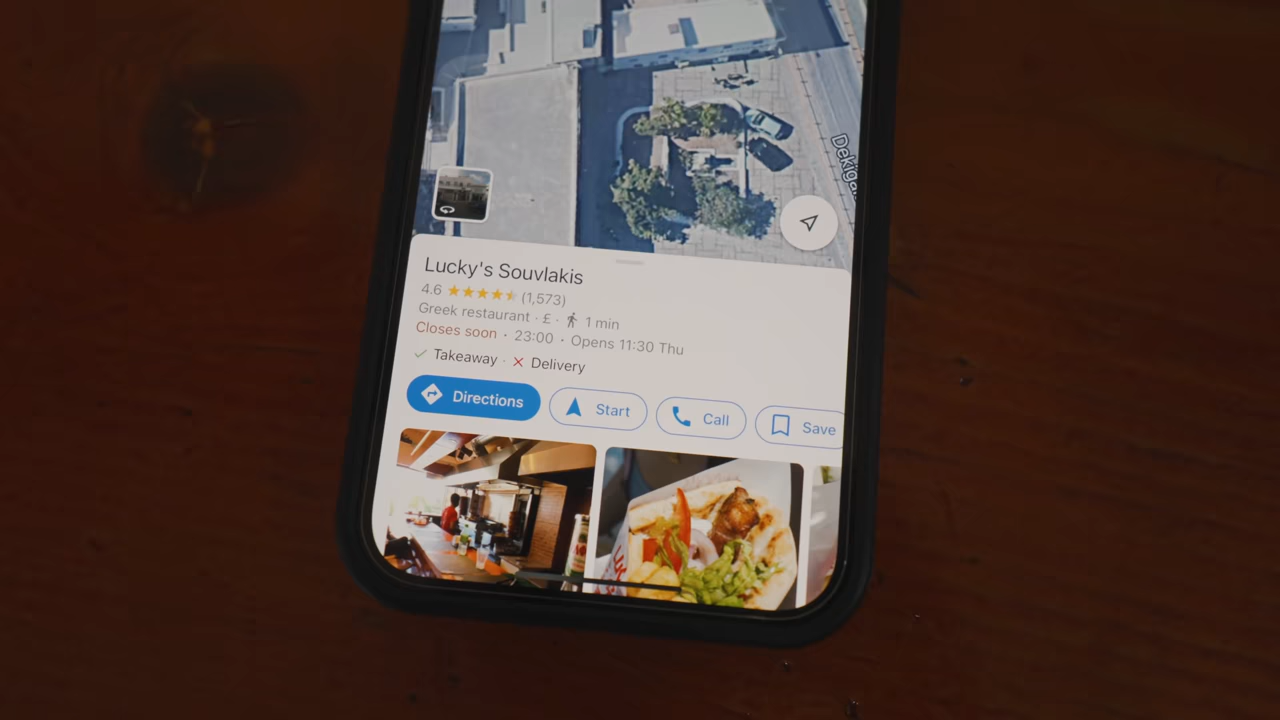 Dekiga
Lucky's Souvlakis
4.6 (1,573)
Greek restaurant · £ · 1 min
Closes soon · 23:00 · Opens 11:30 Thu
Takeaway · Delivery
Directions
Start
Call
Save